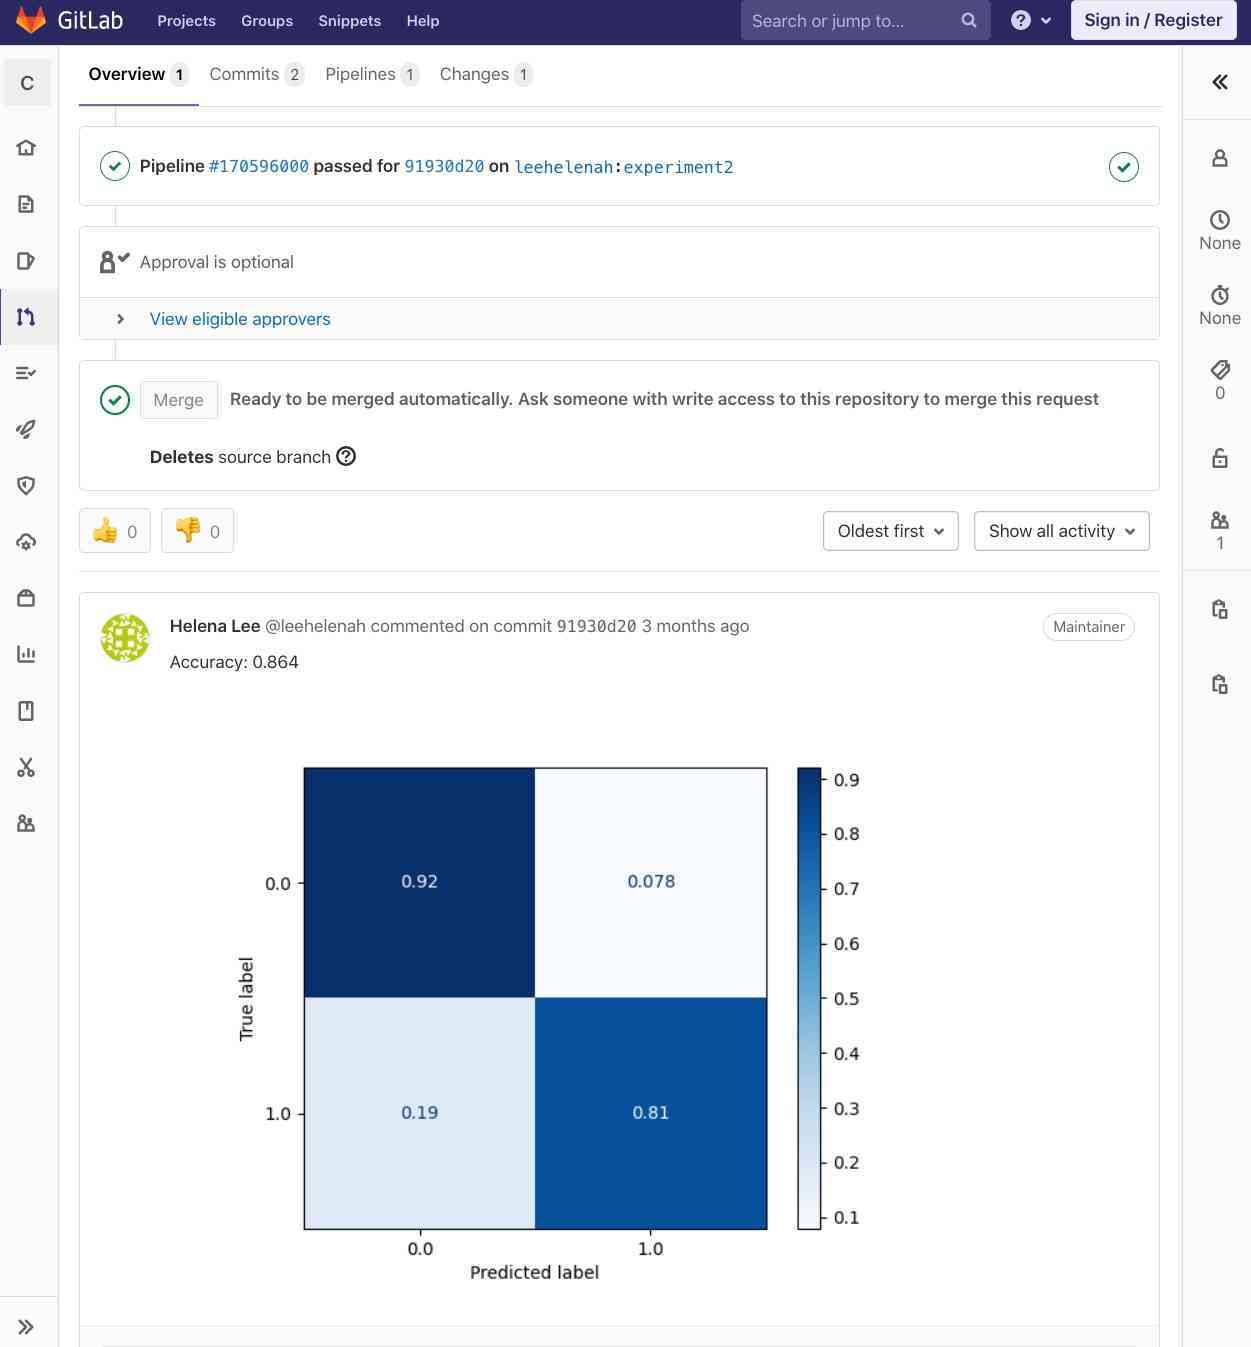 GitLab Projects Groups Snippets Help Search or jump to... Sign in / Register
C
Overview 1 Commits 2 Pipelines 1 Changes 1
Pipeline #170596000 passed for 91930d20 on leehelenah:experiment2
Approval is optional
View eligible approvers
Merge Ready to be merged automatically. Ask someone with write access to this repository to merge this request
Deletes source branch
0 0 Oldest first Show all activity
Helena Lee @leehelenah commented on commit 91930d20 3 months ago Maintainer
Accuracy: 0.864
True label
0.0
1.0
0.92 0.078
0.19 0.81
0.0 1.0
Predicted label
0.9
0.8
0.7
0.6
0.5
0.4
0.3
0.2
0.1
None
None
0
1